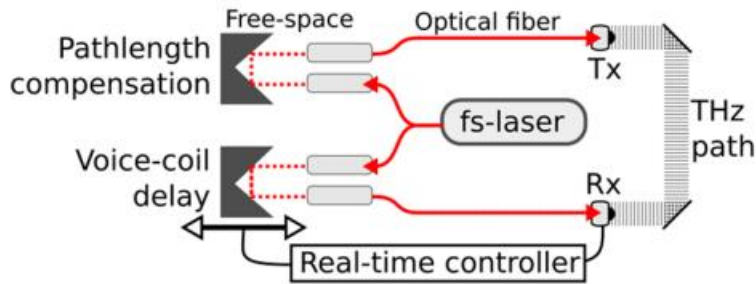 Free-space
Optical fiber
Pathlength
compensation
Tx
fs-laser
THz
path
Voice-coil
delay
Rx
Real-time controller